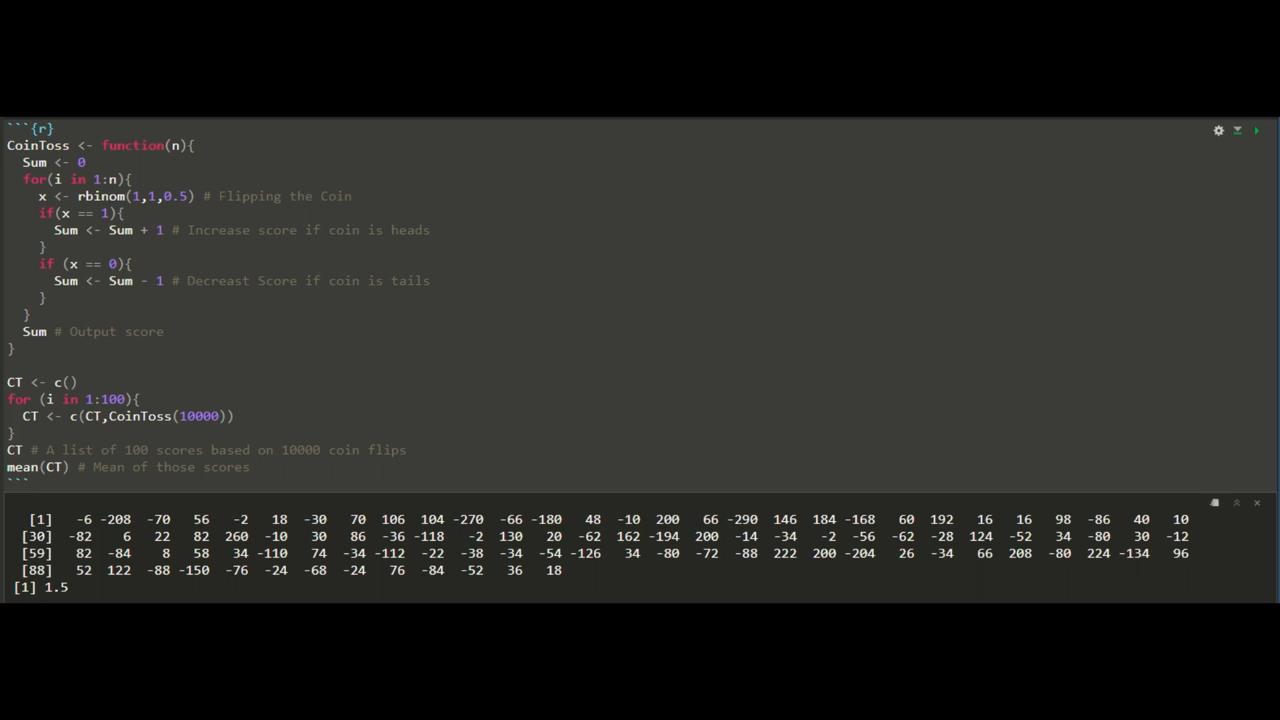 ```{r}
CoinToss <- function(n){
  Sum <- 0
  for(i in 1:n){
    x <- rbinom(1,1,0.5) # Flipping the Coin
    if(x == 1){
      Sum <- Sum + 1 # Increase score if coin is heads
    }
    if (x == 0){
      Sum <- Sum - 1 # Decreast Score if coin is tails
    }
  }
  Sum # Output score
}
CT <- c()
for (i in 1:100){
  CT <- c(CT,CoinToss(10000))
}
CT # A list of 100 scores based on 10000 coin flips
mean(CT) # Mean of those scores
```
[1] -6 -208 -70 56 -2 18 -30 70 106 104 -270 -66 -180 48 -10 200 66 -290 146 184 -168 60 192 16 16 98 -86 40 10
[30] -82 6 22 82 260 -10 30 86 -36 -118 -2 130 20 -62 162 -194 200 -14 -34 -2 -56 -62 -28 124 -52 34 -80 30 -12
[59] 82 -84 8 58 34 -110 74 -34 -112 -22 -38 -34 -54 -126 34 -80 -72 -88 222 200 -204 26 -34 66 208 -80 224 -134 96
[88] 52 122 -88 -150 -76 -24 -68 -24 76 -84 -52 36 18
[1] 1.5